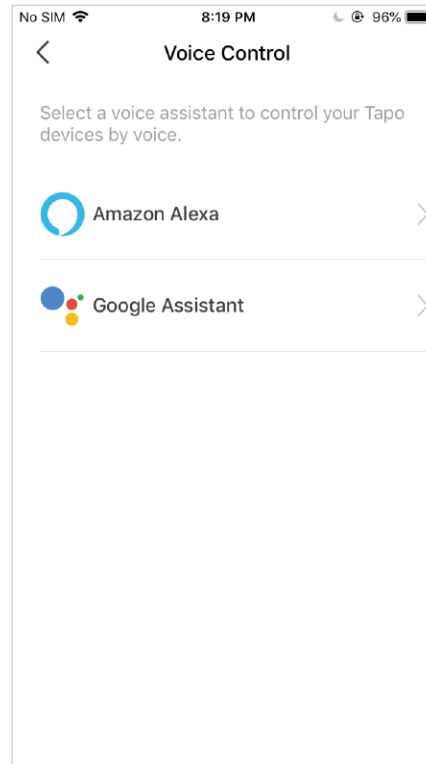 No SIM 8:19 PM 96%
Voice Control
Select a voice assistant to control your Tapo
devices by voice.
Amazon Alexa
Google Assistant